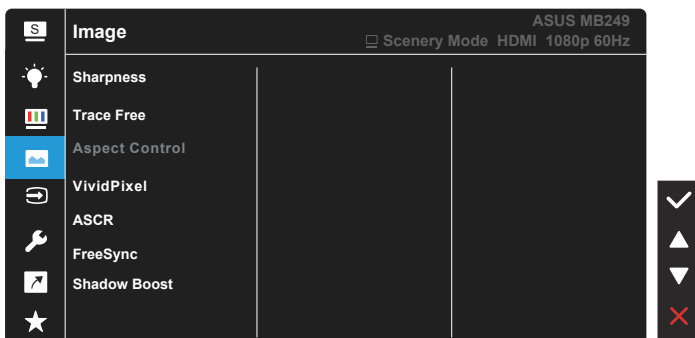 S
Image
ASUS MB249
Scenery Mode HDMI 1080p 60Hz
Sharpness
Trace Free
Aspect Control
VividPixel
ASCR
FreeSync
Shadow Boost